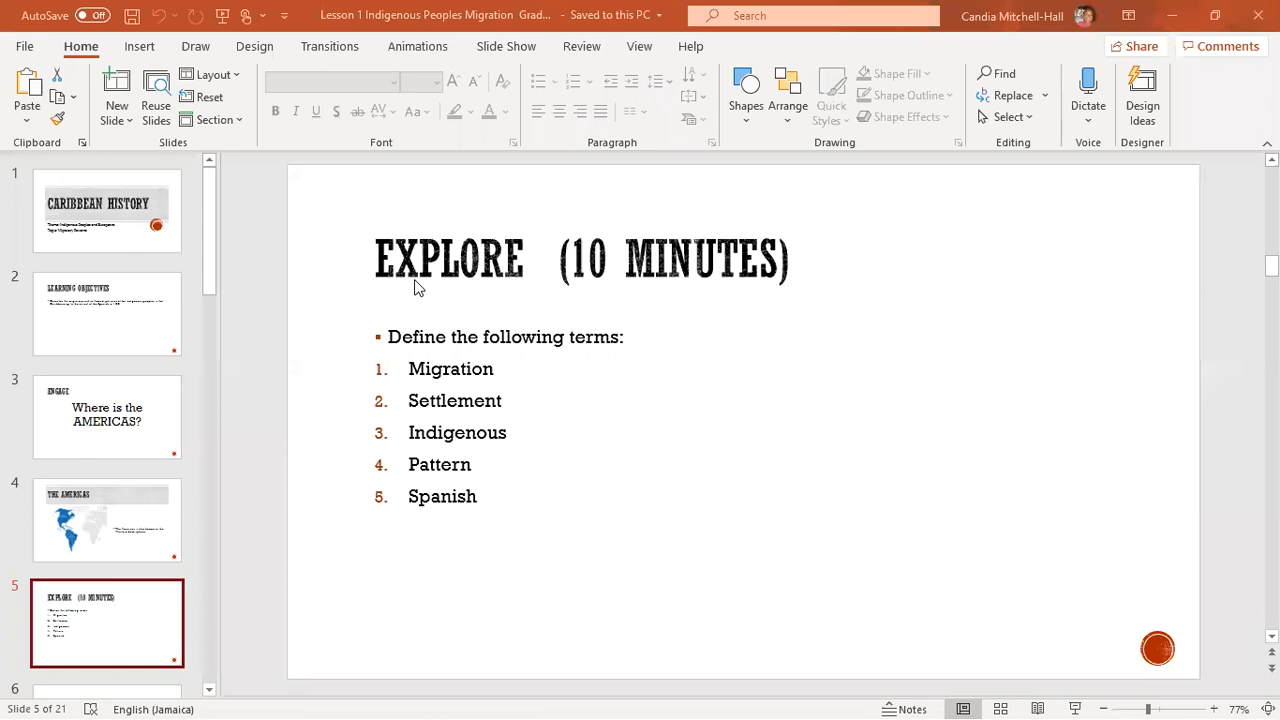 AutoSave Off Lesson 1 Indigenous Peoples Migration Grad... – Saved to this PC Search Candia Mitchell-Hall
File Home Insert Draw Design Transitions Animations Slide Show Review View Help Share Comments
Paste New Slide Reuse Slides Layout Reset Section
Find Replace Select
Shapes Arrange Quick Styles Shape Fill Shape Outline Shape Effects
Dictate Design Ideas
Clipboard Slides Font Paragraph Drawing Editing Voice Designer
1
CARIBBEAN HISTORY
2
LEARNING OBJECTIVES
3
ENGAGE
Where is the
AMERICAS?
4
THE AMERICAS
5
EXPLORE (10 MINUTES)
6
EXPLORE (10 MINUTES)
Define the following terms:
1. Migration
2. Settlement
3. Indigenous
4. Pattern
5. Spanish
Slide 5 of 21 English (Jamaica) Notes 77%